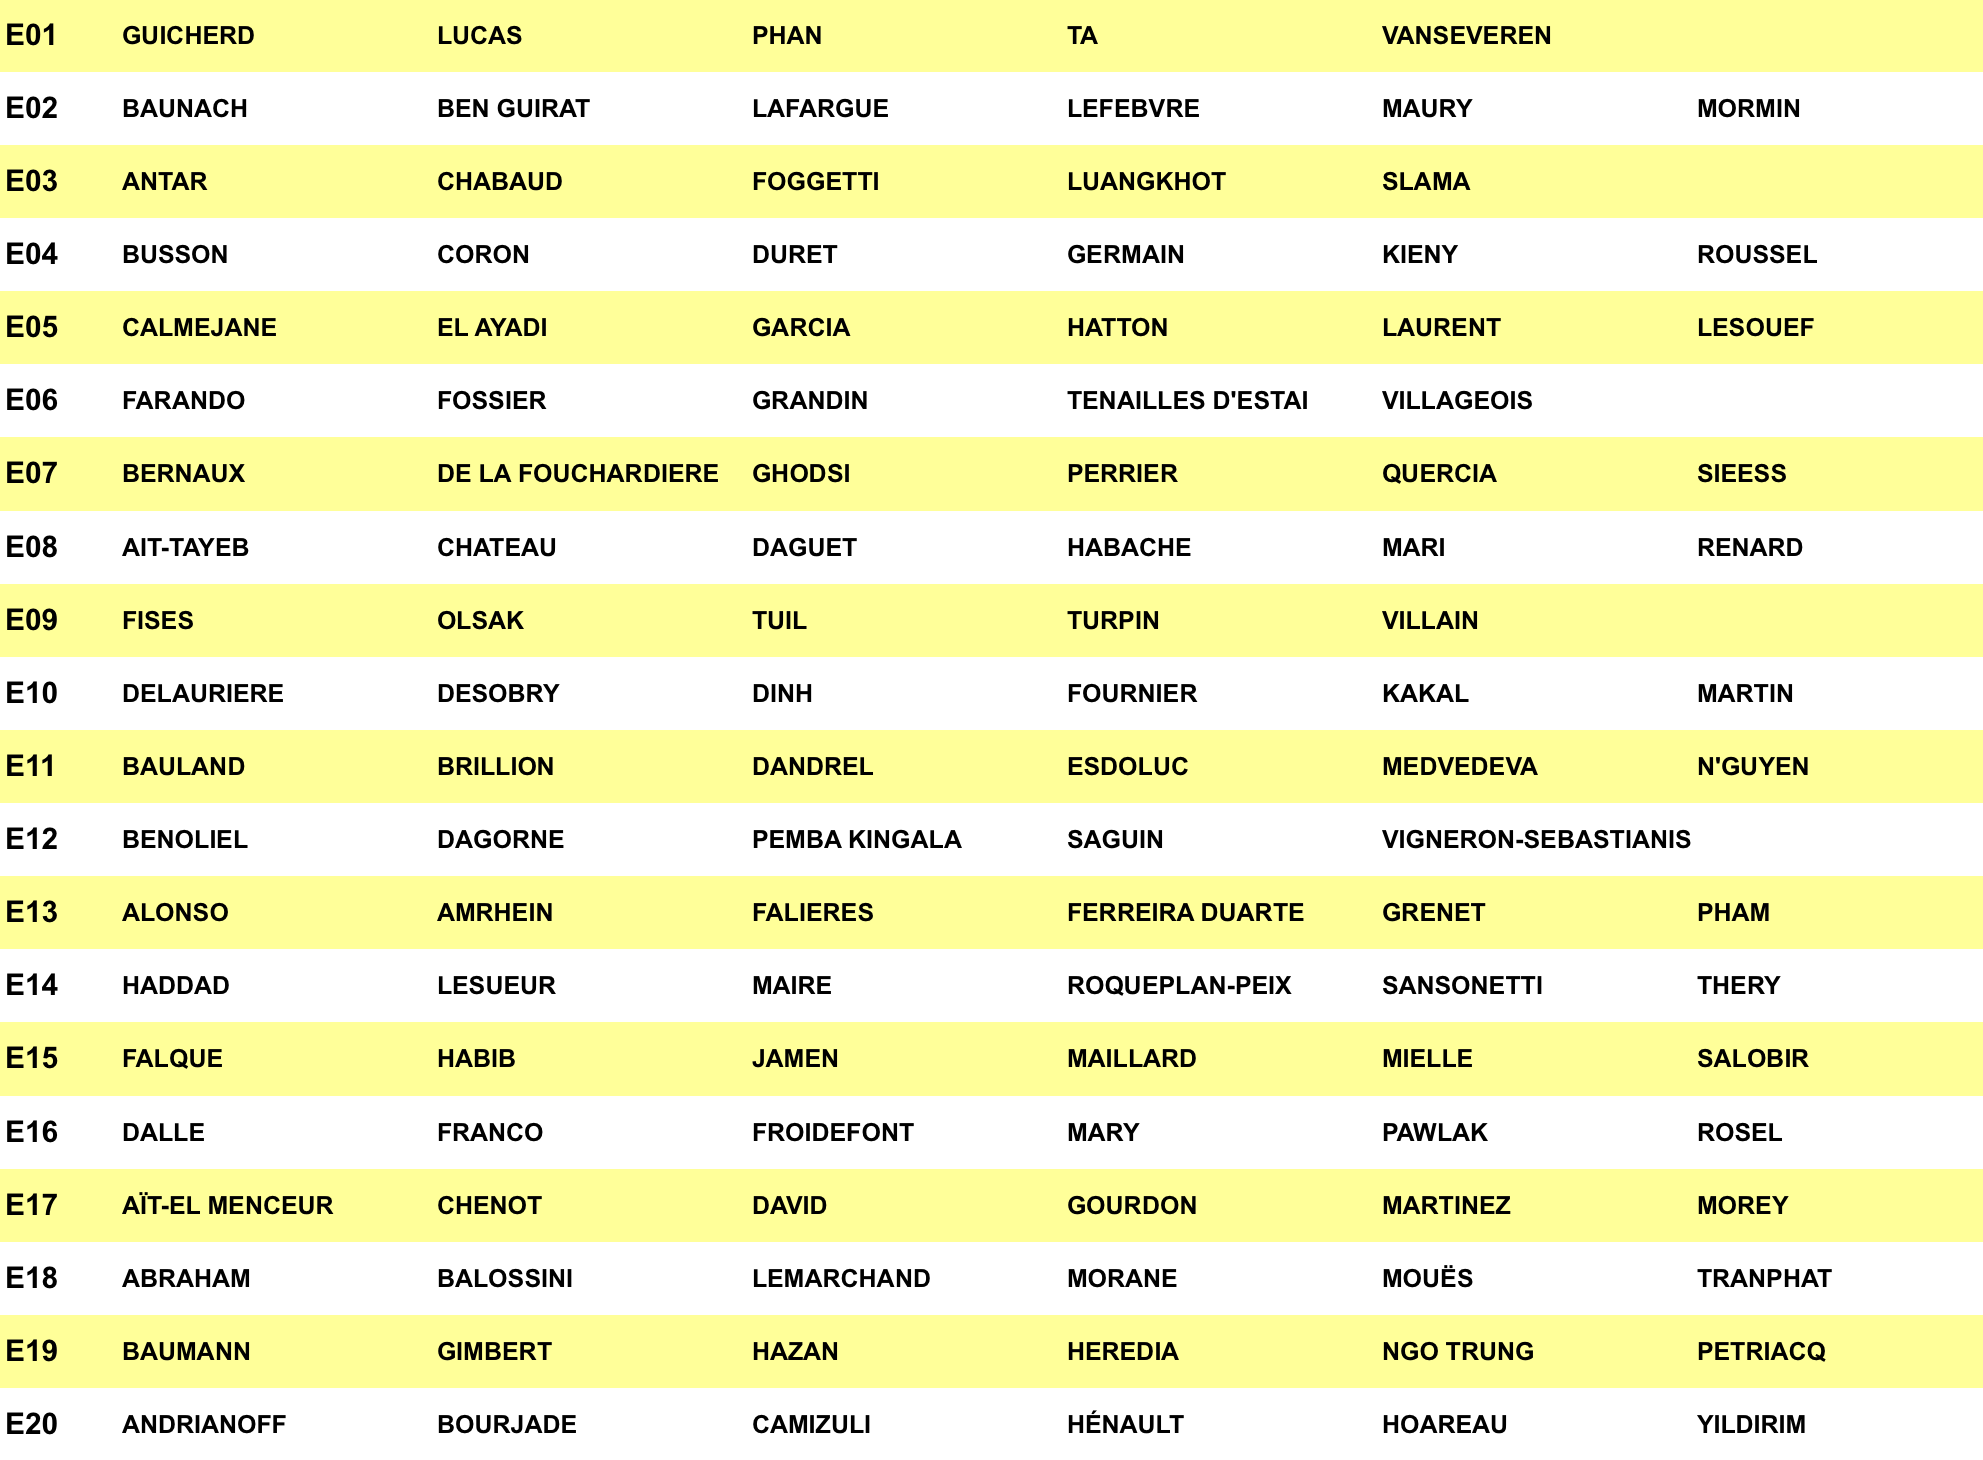 E01 GUICHERD LUCAS PHAN TA VANSEVEREN
E02 BAUNACH BEN GUIRAT LAFARGUE LEFEBVRE MAURY MORMIN
E03 ANTAR CHABAUD FOGGETTI LUANGKHOT SLAMA
E04 BUSSON CORON DURET GERMAIN KIENY ROUSSEL
E05 CALMEJANE EL AYADI GARCIA HATTON LAURENT LESOUEF
E06 FARANDO FOSSIER GRANDIN TENAILLES D'ESTAI VILLAGEOIS
E07 BERNAUX DE LA FOUCHARDIERE GHODSI PERRIER QUERCIA SIEESS
E08 AIT-TAYEB CHATEAU DAGUET HABACHE MARI RENARD
E09 FISES OLSAK TUIL TURPIN VILLAIN
E10 DELAURIERE DESOBRY DINH FOURNIER KAKAL MARTIN
E11 BAULAND BRILLION DANDREL ESDOLUC MEDVEDEVA N'GUYEN
E12 BENOLIEL DAGORNE PEMBA KINGALA SAGUIN VIGNERON-SEBASTIANIS
E13 ALONSO AMRHEIN FALIERES FERREIRA DUARTE GRENET PHAM
E14 HADDAD LESUEUR MAIRE ROQUEPLAN-PEIX SANSONETTI THERY
E15 FALQUE HABIB JAMEN MAILLARD MIELLE SALOBIR
E16 DALLE FRANCO FROIDEFONT MARY PAWLAK ROSEL
E17 AÏT-EL MENCEUR CHENOT DAVID GOURDON MARTINEZ MOREY
E18 ABRAHAM BALOSSINI LEMARCHAND MORANE MOUËS TRANPHAT
E19 BAUMANN GIMBERT HAZAN HEREDIA NGO TRUNG PETRIACQ
E20 ANDRIANOFF BOURJADE CAMIZULI HÉNAULT HOAREAU YILDIRIM